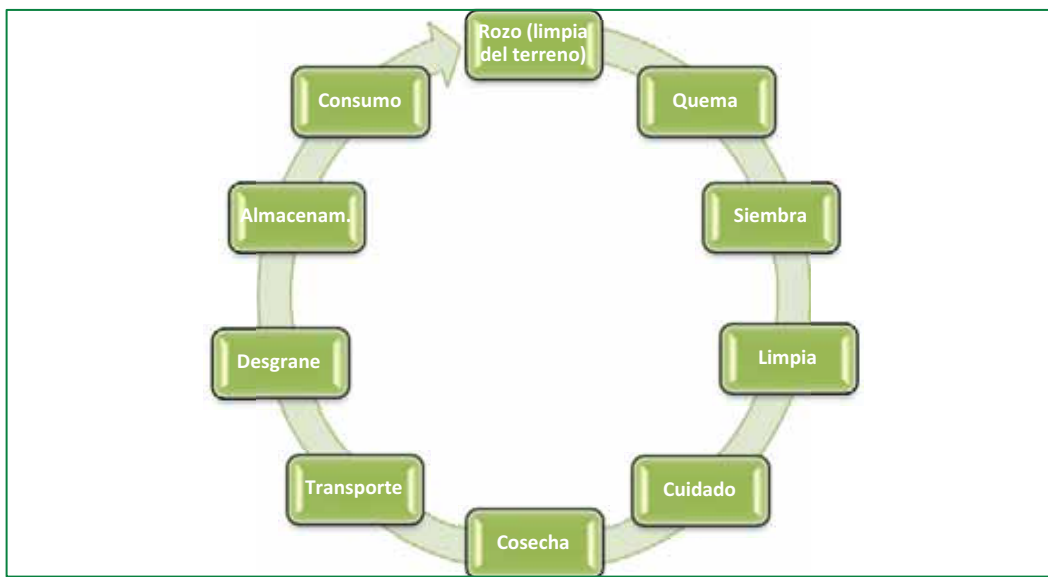 Rozo (limpia
del terreno)
Quema
Siembra
Limpia
Cuidado
Cosecha
Transporte
Desgrane
Almacenam.
Consumo